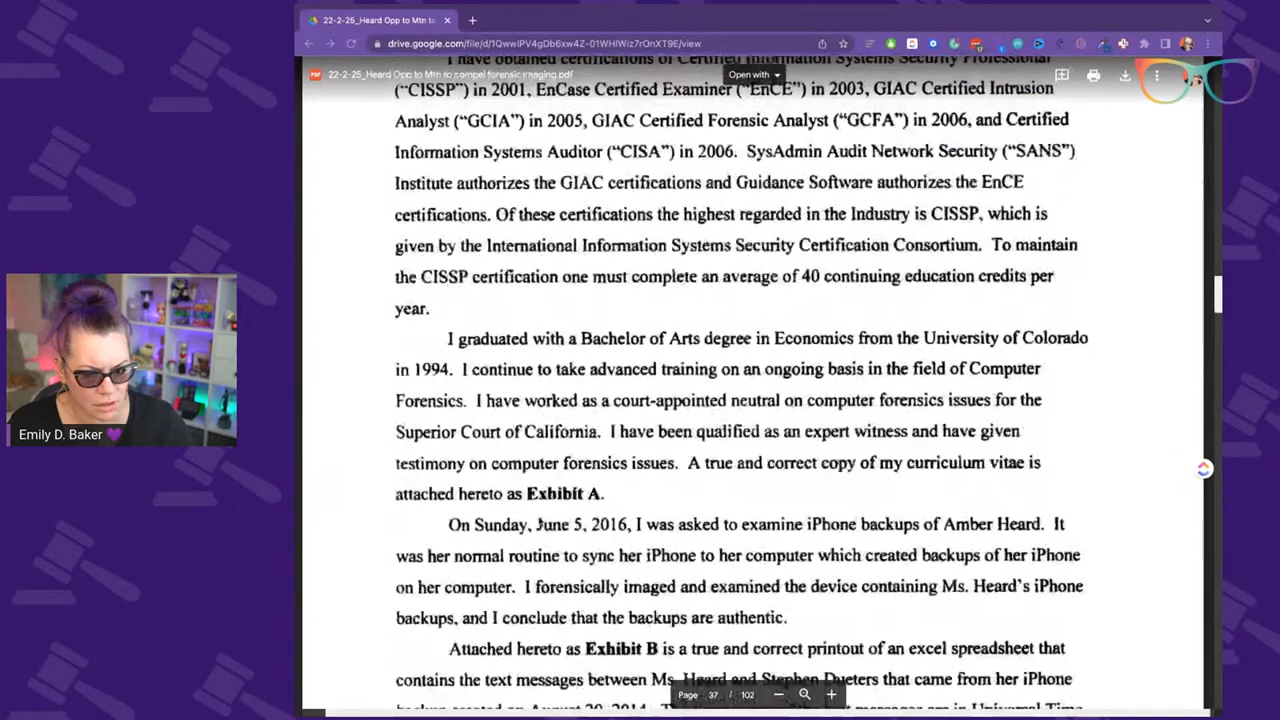 22-2-25_Heard Opp to Mtn to
drive.google.com/file/d/1QwwIPV4gDb6xw4Z-01WHIWiz7rOnXT9E/view
I have obtained certifications of Certified Information Systems Security Professional
PDF 22-2-25_Heard Opp to Mtn to compel forensic imaging.pdf
Open with
(“CISSP”) in 2001, EnCase Certified Examiner (“EnCE”) in 2003, GIAC Certified Intrusion
Analyst (“GCIA”) in 2005, GIAC Certified Forensic Analyst (“GCFA”) in 2006, and Certified
Information Systems Auditor (“CISA”) in 2006. SysAdmin Audit Network Security (“SANS”)
Institute authorizes the GIAC certifications and Guidance Software authorizes the EnCE
certifications. Of these certifications the highest regarded in the Industry is CISSP, which is
given by the International Information Systems Security Certification Consortium. To maintain
the CISSP certification one must complete an average of 40 continuing education credits per
year.
I graduated with a Bachelor of Arts degree in Economics from the University of Colorado
in 1994. I continue to take advanced training on an ongoing basis in the field of Computer
Forensics. I have worked as a court-appointed neutral on computer forensics issues for the
Superior Court of California. I have been qualified as an expert witness and have given
testimony on computer forensics issues. A true and correct copy of my curriculum vitae is
attached hereto as Exhibit A.
On Sunday, June 5, 2016, I was asked to examine iPhone backups of Amber Heard. It
was her normal routine to sync her iPhone to her computer which created backups of her iPhone
on her computer. I forensically imaged and examined the device containing Ms. Heard’s iPhone
backups, and I conclude that the backups are authentic.
Attached hereto as Exhibit B is a true and correct printout of an excel spreadsheet that
contains the text messages between Ms. Heard and Stephen Dueters that came from her iPhone
Page 37 / 102
Emily D. Baker